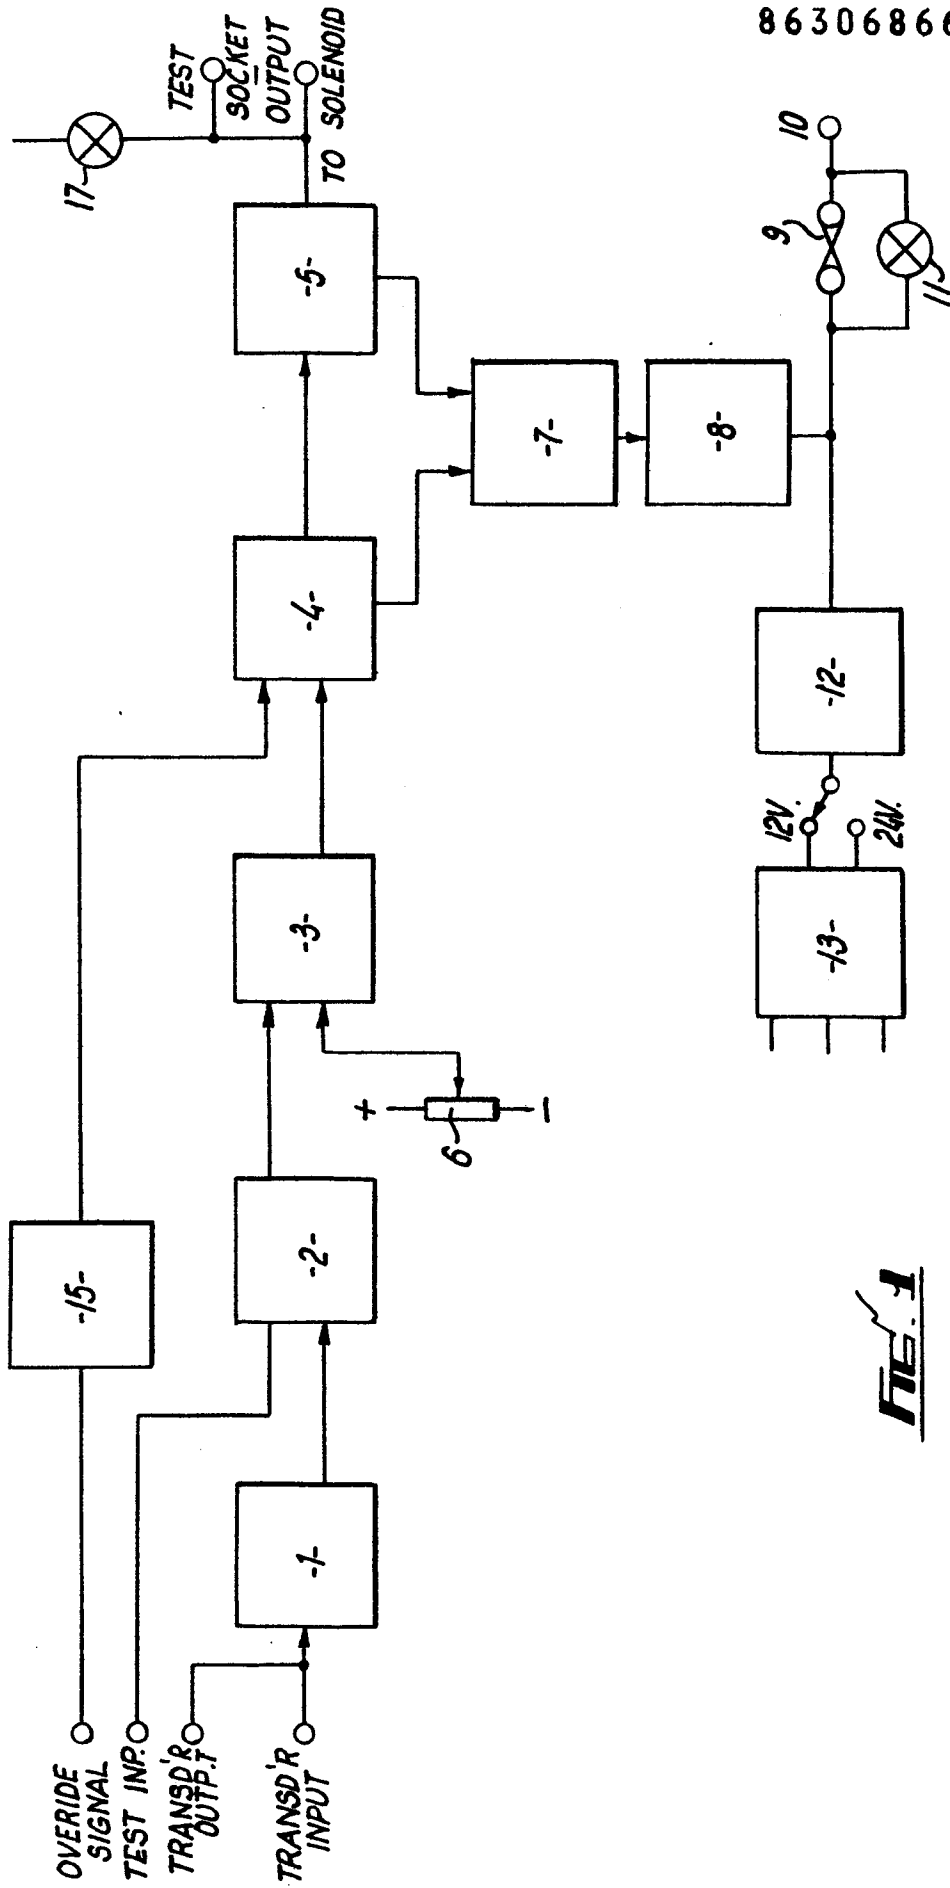 863068666
OVERIDE
SIGNAL
TEST INP.
TRANSD'R
OUTP.T
TRANSD'R
INPUT
-15-
-1-
-2-
-3-
-4-
-5-
6
+
-
17
TEST
SOCKET
OUTPUT
TO SOLENOID
-7-
-8-
9
10
11
-12-
12V.
24V.
-13-
FIG. 1